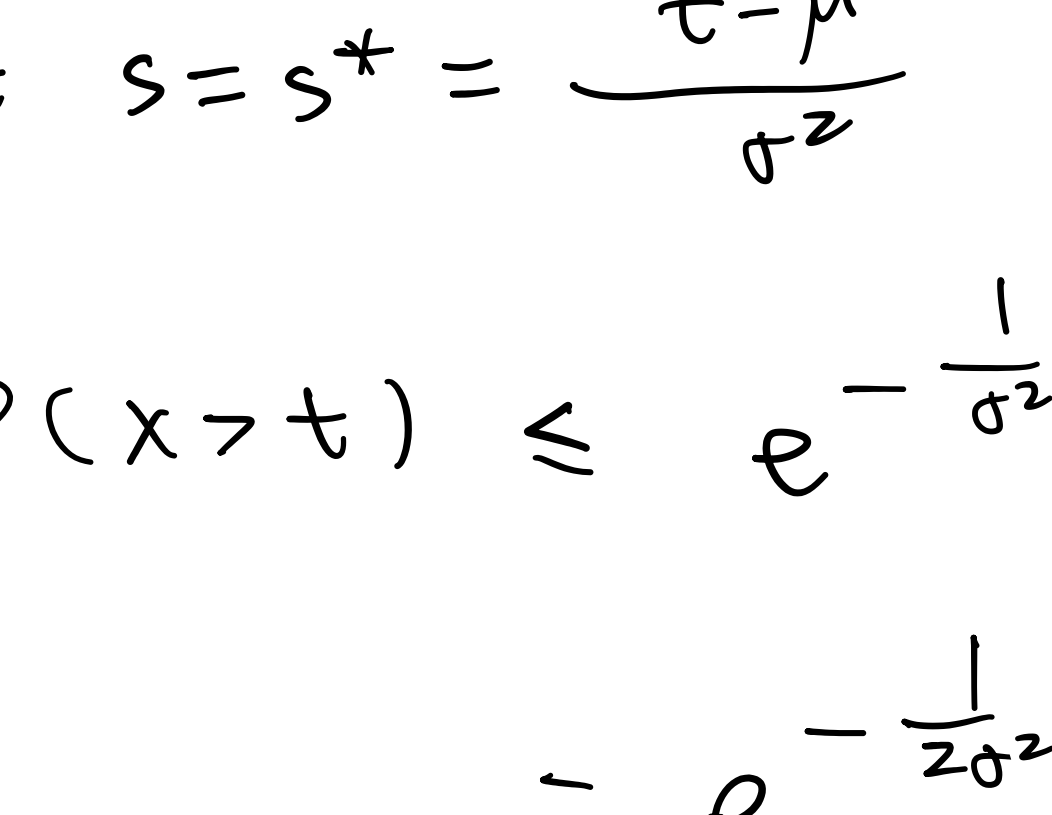 s = s* = (t - μ) / σ²
P(x > t) ≤ e^{- 1/σ²
e^{- 1/(2σ²)